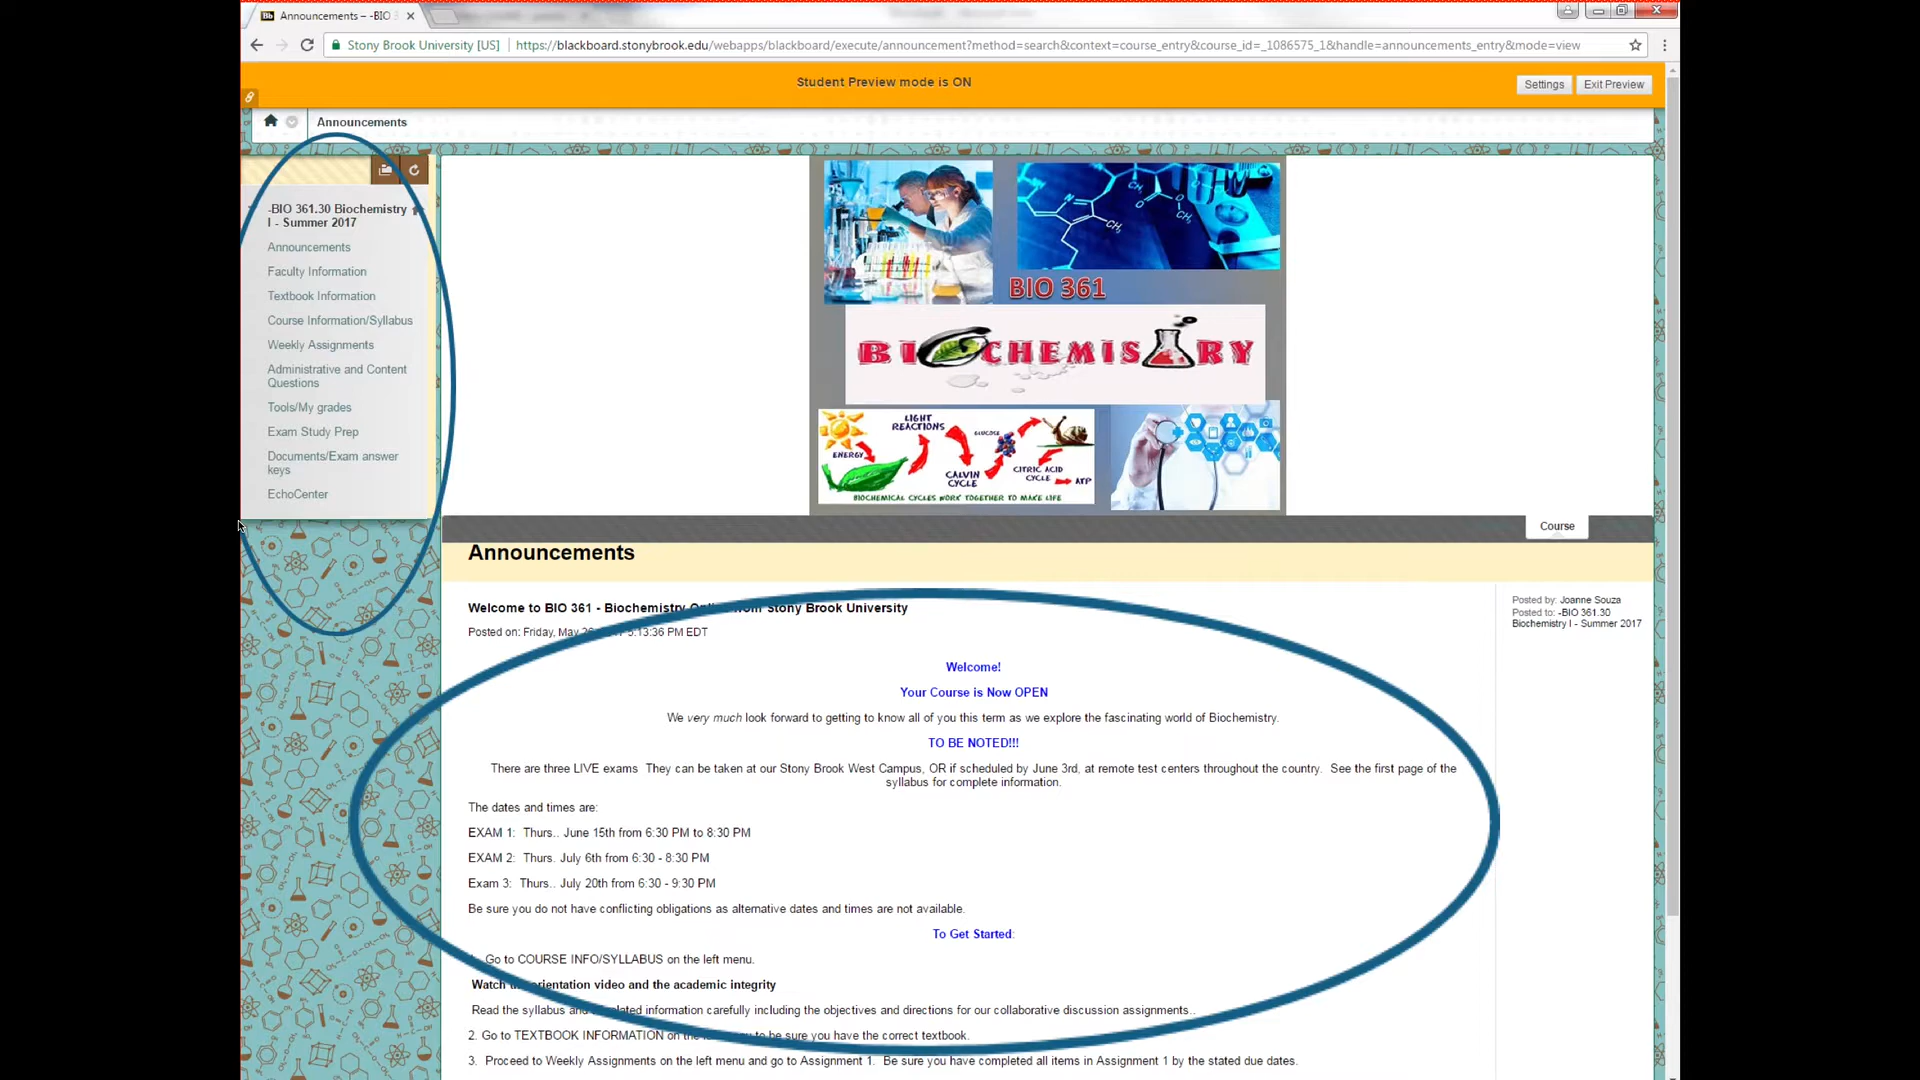 Announcements – -BIO 3
Stony Brook University [US] https://blackboard.stonybrook.edu/webapps/blackboard/execute/announcement?method=search&context=course_entry&course_id=_1086575_1&handle=announcements_entry&mode=view
Student Preview mode is ON
Settings
Exit Preview
Announcements
-BIO 361.30 Biochemistry
I - Summer 2017
Announcements
Faculty Information
Textbook Information
Course Information/Syllabus
Weekly Assignments
Administrative and Content
Questions
Tools/My grades
Exam Study Prep
Documents/Exam answer
keys
EchoCenter
BIO 361
BIOCHEMISTRY
LIGHT
REACTIONS
GLUCOSE
ENERGY
CALVIN
CYCLE
CITRIC ACID
CYCLE
ATP
BIOCHEMICAL CYCLES WORK TOGETHER TO MAKE LIFE
N
CH₃
CH₃
O
O
Course
Announcements
Welcome to BIO 361 - Biochemistry Online from Stony Brook University
Posted on: Friday, May 5:13:36 PM EDT
Posted by: Joanne Souza
Posted to: -BIO 361.30
Biochemistry I - Summer 2017
Welcome!
Your Course is Now OPEN
We very much look forward to getting to know all of you this term as we explore the fascinating world of Biochemistry.
TO BE NOTED!!!
There are three LIVE exams They can be taken at our Stony Brook West Campus, OR if scheduled by June 3rd, at remote test centers throughout the country. See the first page of the
syllabus for complete information.
The dates and times are:
EXAM 1: Thurs.. June 15th from 6:30 PM to 8:30 PM
EXAM 2: Thurs. July 6th from 6:30 - 8:30 PM
Exam 3: Thurs.. July 20th from 6:30 - 9:30 PM
Be sure you do not have conflicting obligations as alternative dates and times are not available.
To Get Started:
Go to COURSE INFO/SYLLABUS on the left menu.
Watch orientation video and the academic integrity
Read the syllabus and related information carefully including the objectives and directions for our collaborative discussion assignments..
2. Go to TEXTBOOK INFORMATION on the to be sure you have the correct textbook.
3. Proceed to Weekly Assignments on the left menu and go to Assignment 1. Be sure you have completed all items in Assignment 1 by the stated due dates.